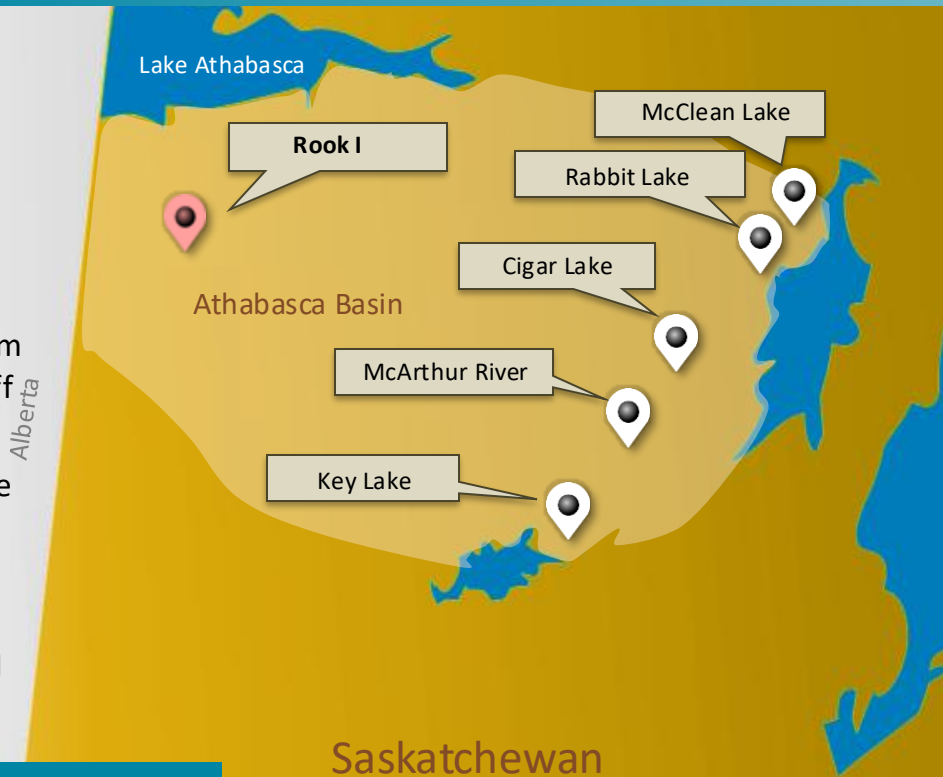 Lake Athabasca
McClean Lake
Rook I
Rabbit Lake
Cigar Lake
Athabasca Basin
McArthur River
Alberta
Key Lake
Saskatchewan